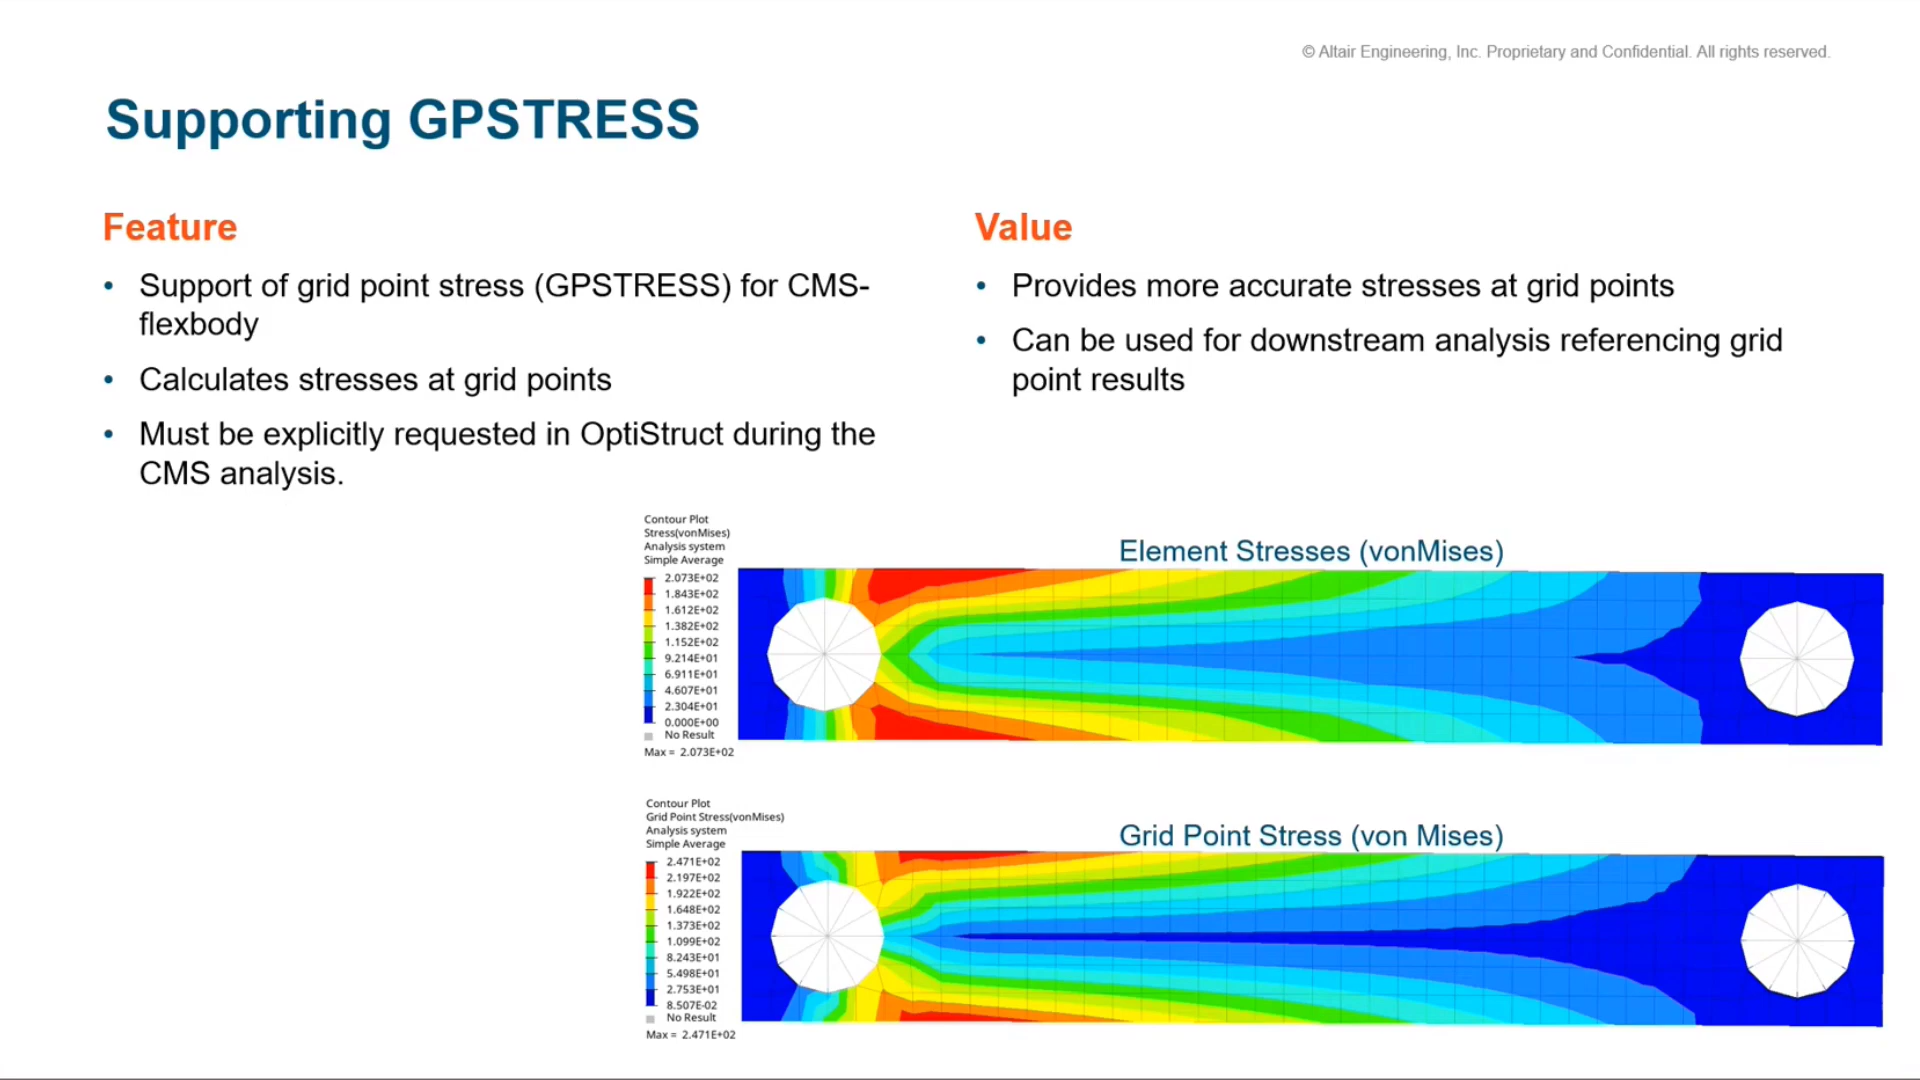 © Altair Engineering, Inc. Proprietary and Confidential. All rights reserved.
Supporting GPSTRESS
Feature
• Support of grid point stress (GPSTRESS) for CMS-
flexbody
• Calculates stresses at grid points
• Must be explicitly requested in OptiStruct during the
CMS analysis.
Value
• Provides more accurate stresses at grid points
• Can be used for downstream analysis referencing grid
point results
Contour Plot
Stress(vonMises)
Analysis system
Simple Average
2.073E+02
1.843E+02
1.612E+02
1.382E+02
1.152E+02
9.214E+01
6.911E+01
4.607E+01
2.304E+01
0.000E+00
No Result
Max = 2.073E+02
Element Stresses (vonMises)
Contour Plot
Grid Point Stress(vonMises)
Analysis system
Simple Average
2.471E+02
2.197E+02
1.922E+02
1.648E+02
1.373E+02
1.099E+02
8.243E+01
5.498E+01
2.753E+01
8.507E-02
No Result
Max = 2.471E+02
Grid Point Stress (von Mises)